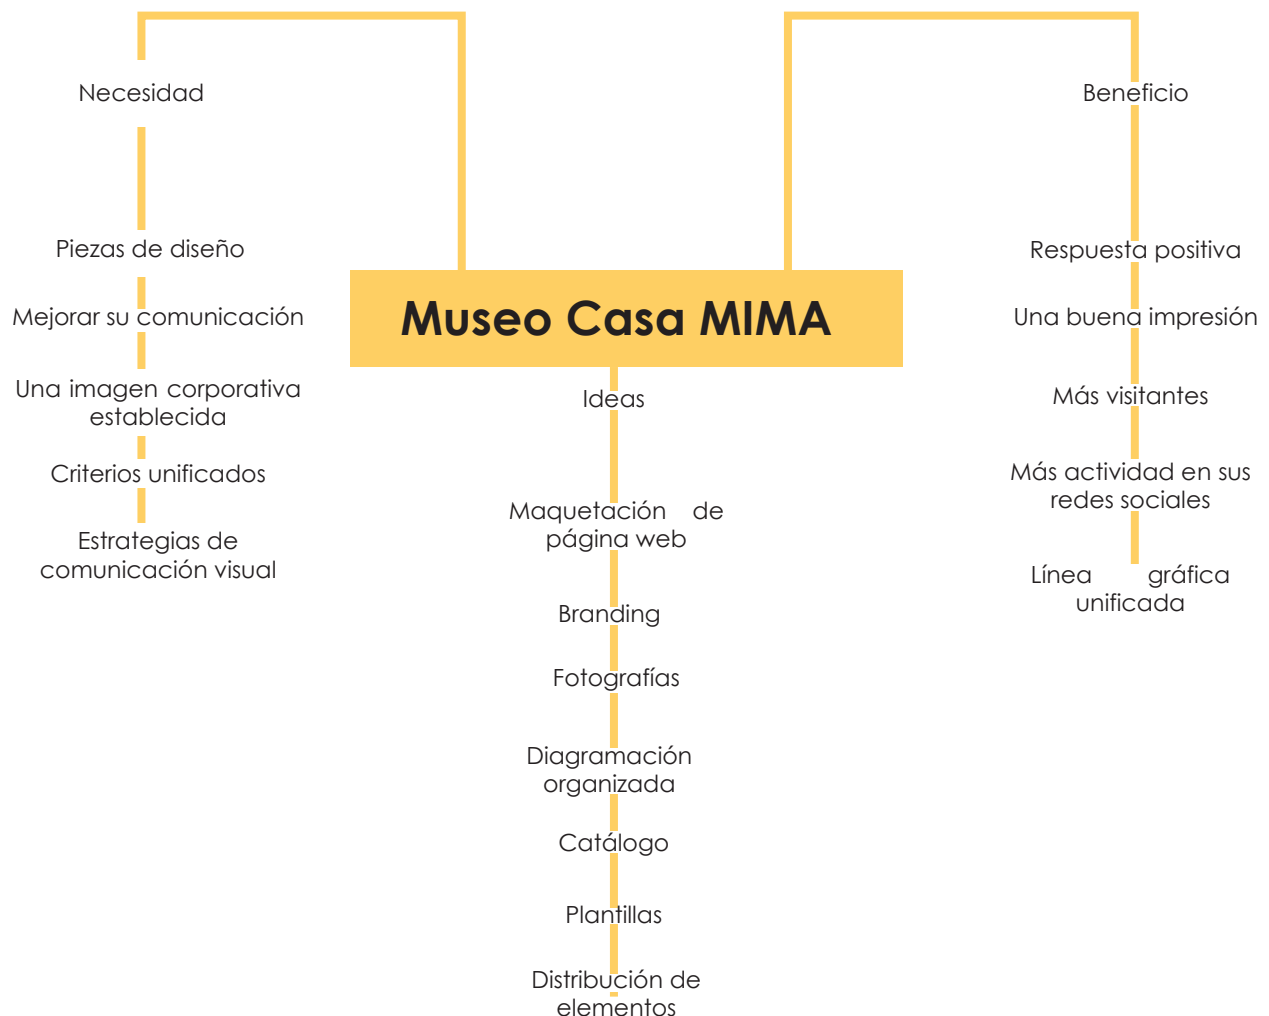 Necesidad
Piezas de diseño
Mejorar su comunicación
Una imagen corporativa
establecida
Criterios unificados
Estrategias de
comunicación visual
Museo Casa MIMA
Ideas
Maquetación de
página web
Branding
Fotografías
Diagramación
organizada
Catálogo
Plantillas
Distribución de
elementos
Beneficio
Respuesta positiva
Una buena impresión
Más visitantes
Más actividad en sus
redes sociales
Línea gráfica
unificada